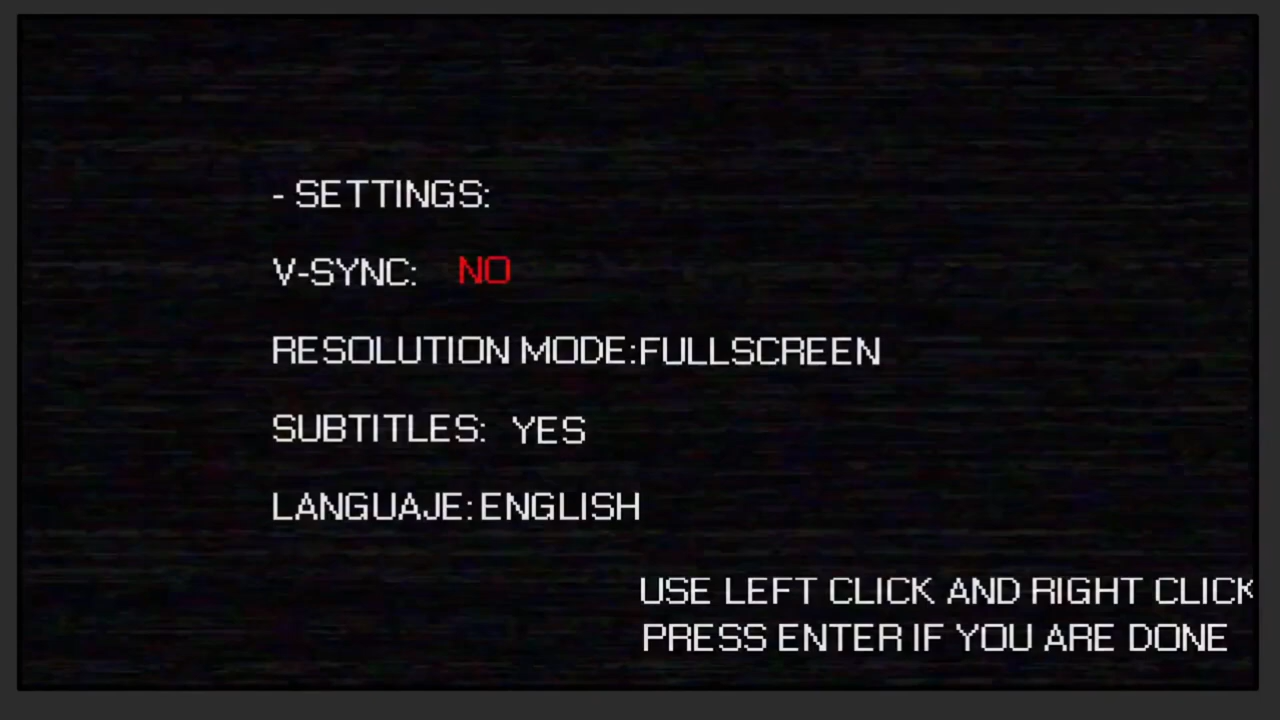 - SETTINGS:
V-SYNC: NO
RESOLUTION MODE:FULLSCREEN
SUBTITLES: YES
LANGUAJE:ENGLISH
USE LEFT CLICK AND RIGHT CLICK
PRESS ENTER IF YOU ARE DONE